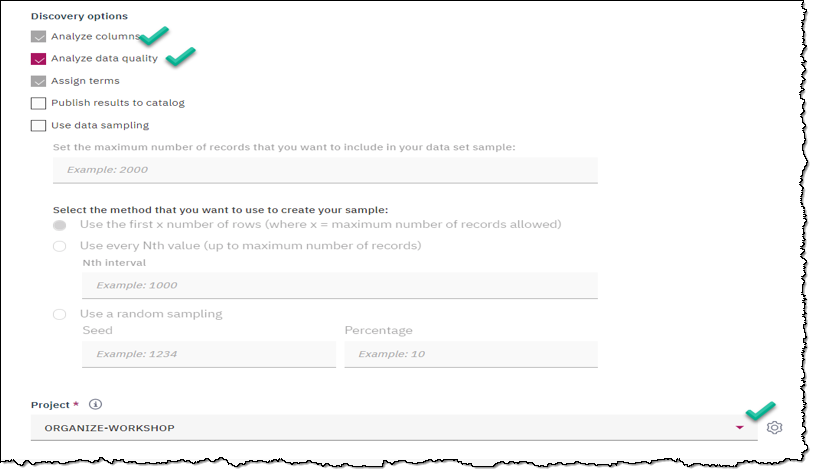 Discovery options
Analyze columns
Analyze data quality
Assign terms
Publish results to catalog
Use data sampling
Set the maximum number of records that you want to include in your data set sample:
Example: 2000
Select the method that you want to use to create your sample:
Use the first x number of rows (where x = maximum number of records allowed)
Use every Nth value (up to maximum number of records)
Nth interval
Example: 1000
Use a random sampling
Seed Percentage
Example: 1234 Example: 10
Project *
ORGANIZE-WORKSHOP